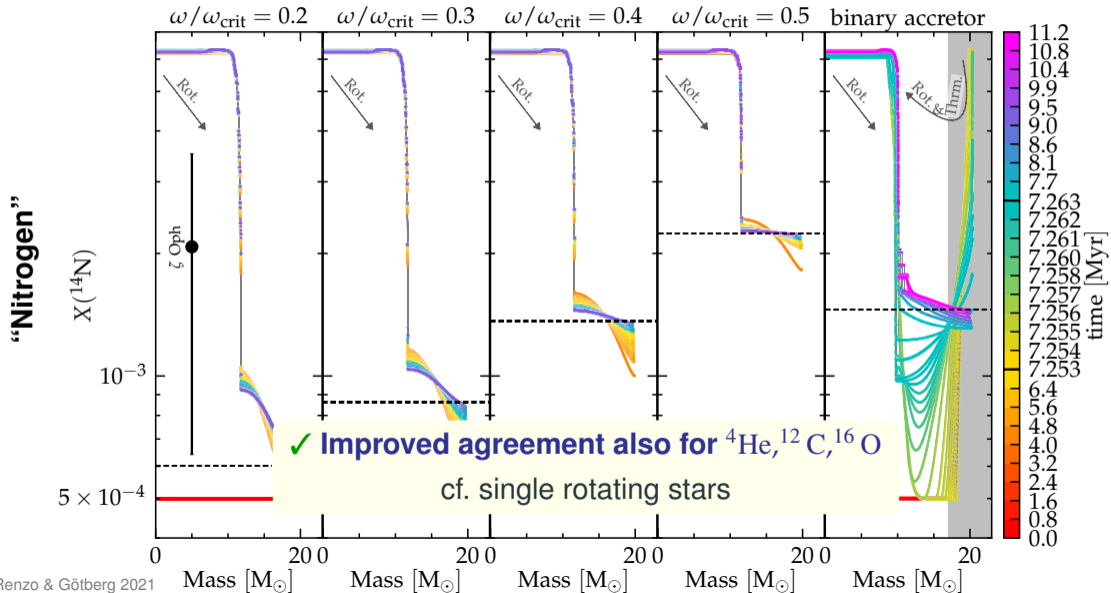 ω/ω_crit = 0.2 ω/ω_crit = 0.3 ω/ω_crit = 0.4 ω/ω_crit = 0.5 binary accretor
Rot. Rot. Rot. Rot. Rot. Rot. & Thrm.
ζ Oph
"Nitrogen"
X(¹⁴N)
10⁻³
5 × 10⁻⁴
✓ Improved agreement also for ⁴He,¹²C,¹⁶O
cf. single rotating stars
0 20 0 20 0 20 0 20 0 20
Mass [M☉] Mass [M☉] Mass [M☉] Mass [M☉] Mass [M☉]
Renzo & Götberg 2021
11.2
10.8
10.4
9.9
9.5
9.0
8.6
8.1
7.7
7.263
7.262
7.261
7.260
7.258
7.257
7.256
7.255
7.254
7.253
6.4
5.6
4.8
4.0
3.2
2.4
1.6
0.8
0.0
time [Myr]